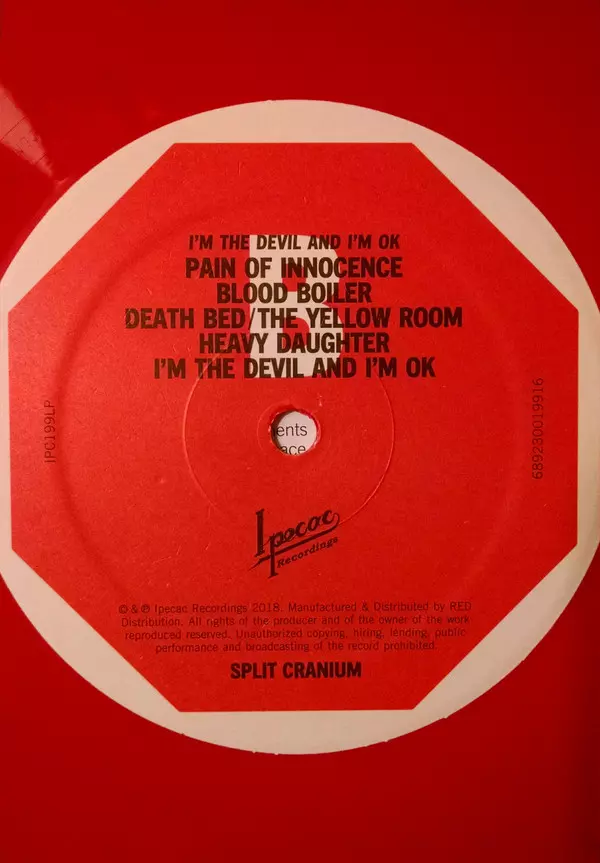 I'M THE DEVIL AND I'M OK
B
PAIN OF INNOCENCE
BLOOD BOILER
DEATH BED/THE YELLOW ROOM
HEAVY DAUGHTER
I'M THE DEVIL AND I'M OK
IPC199LP
689230019916
ents
ace
Ipecac
Recordings
© & ℗ Ipecac Recordings 2018. Manufactured & Distributed by RED
Distribution. All rights of the producer and of the owner of the work
reproduced reserved. Unauthorized copying, hiring, lending, public
performance and broadcasting of the record prohibited.
SPLIT CRANIUM